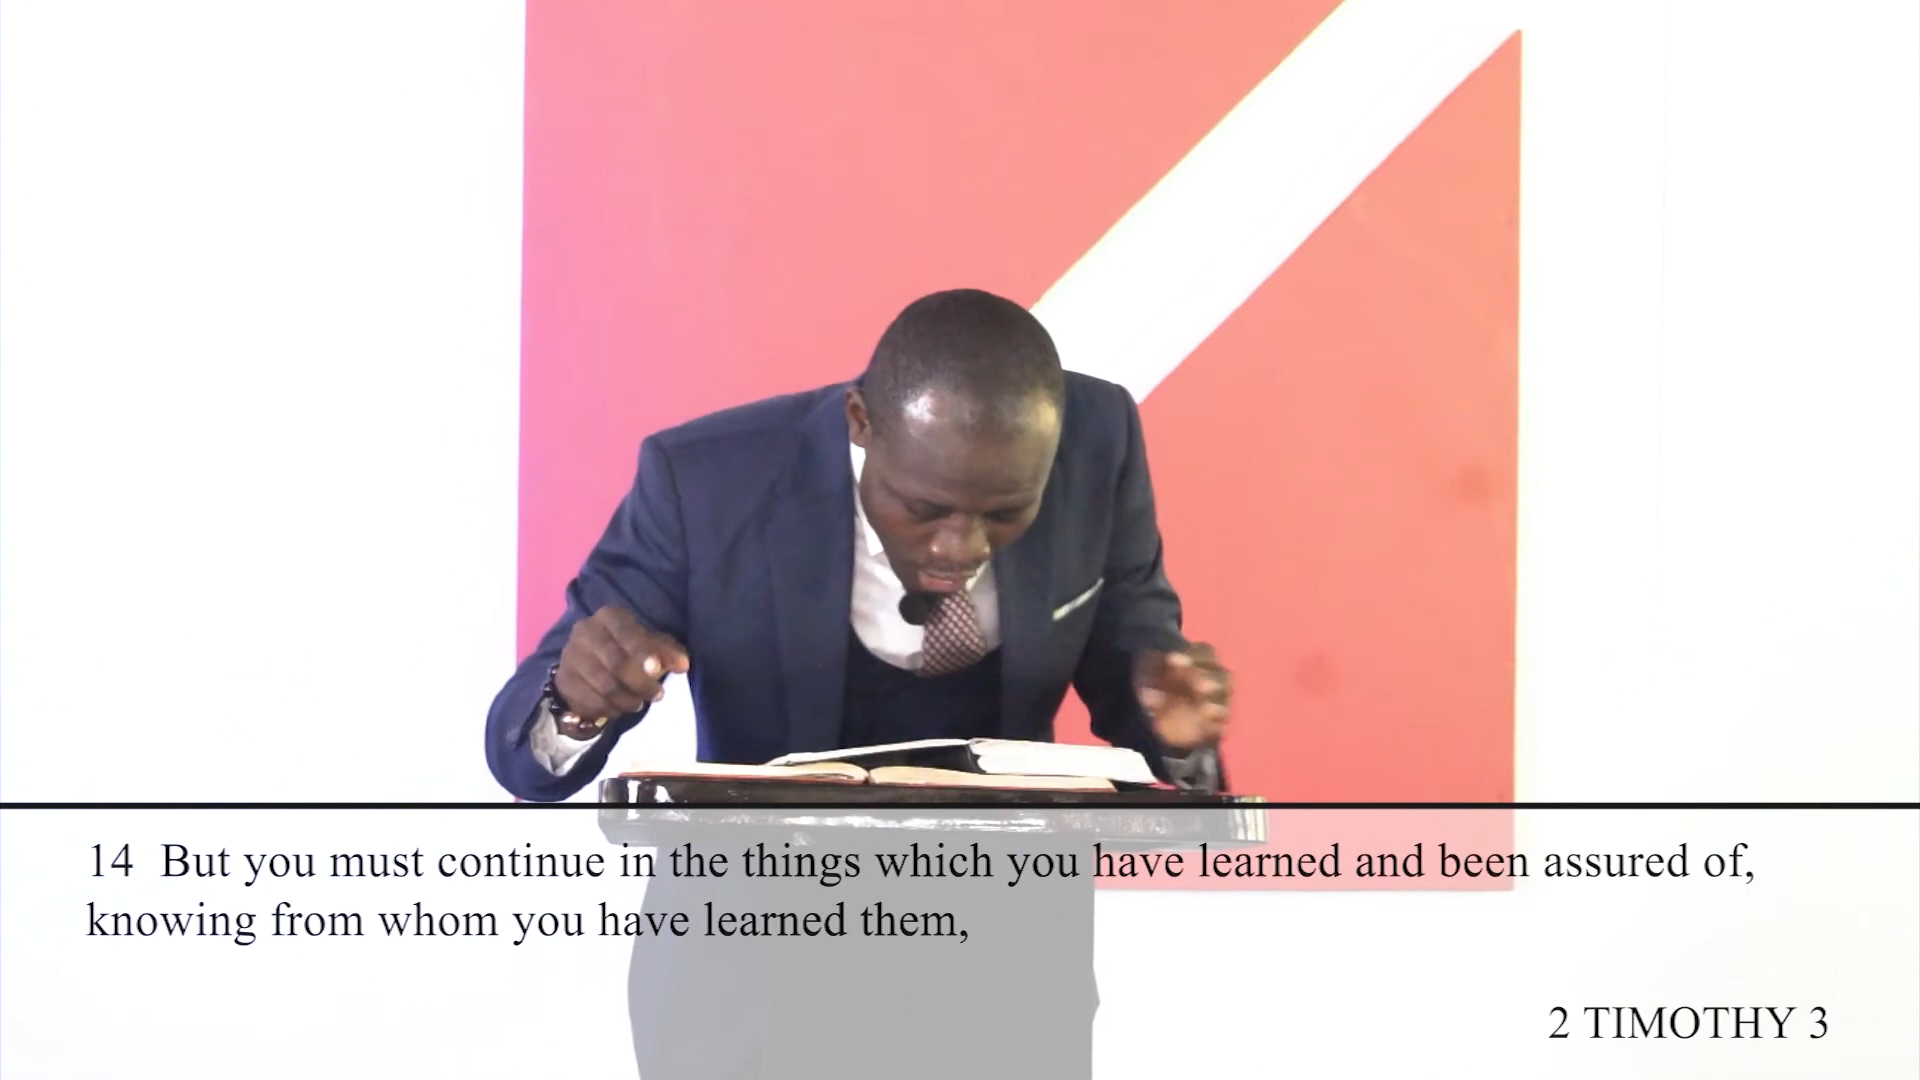 14 But you must continue in the things which you have learned and been assured of,
knowing from whom you have learned them,
2 TIMOTHY 3